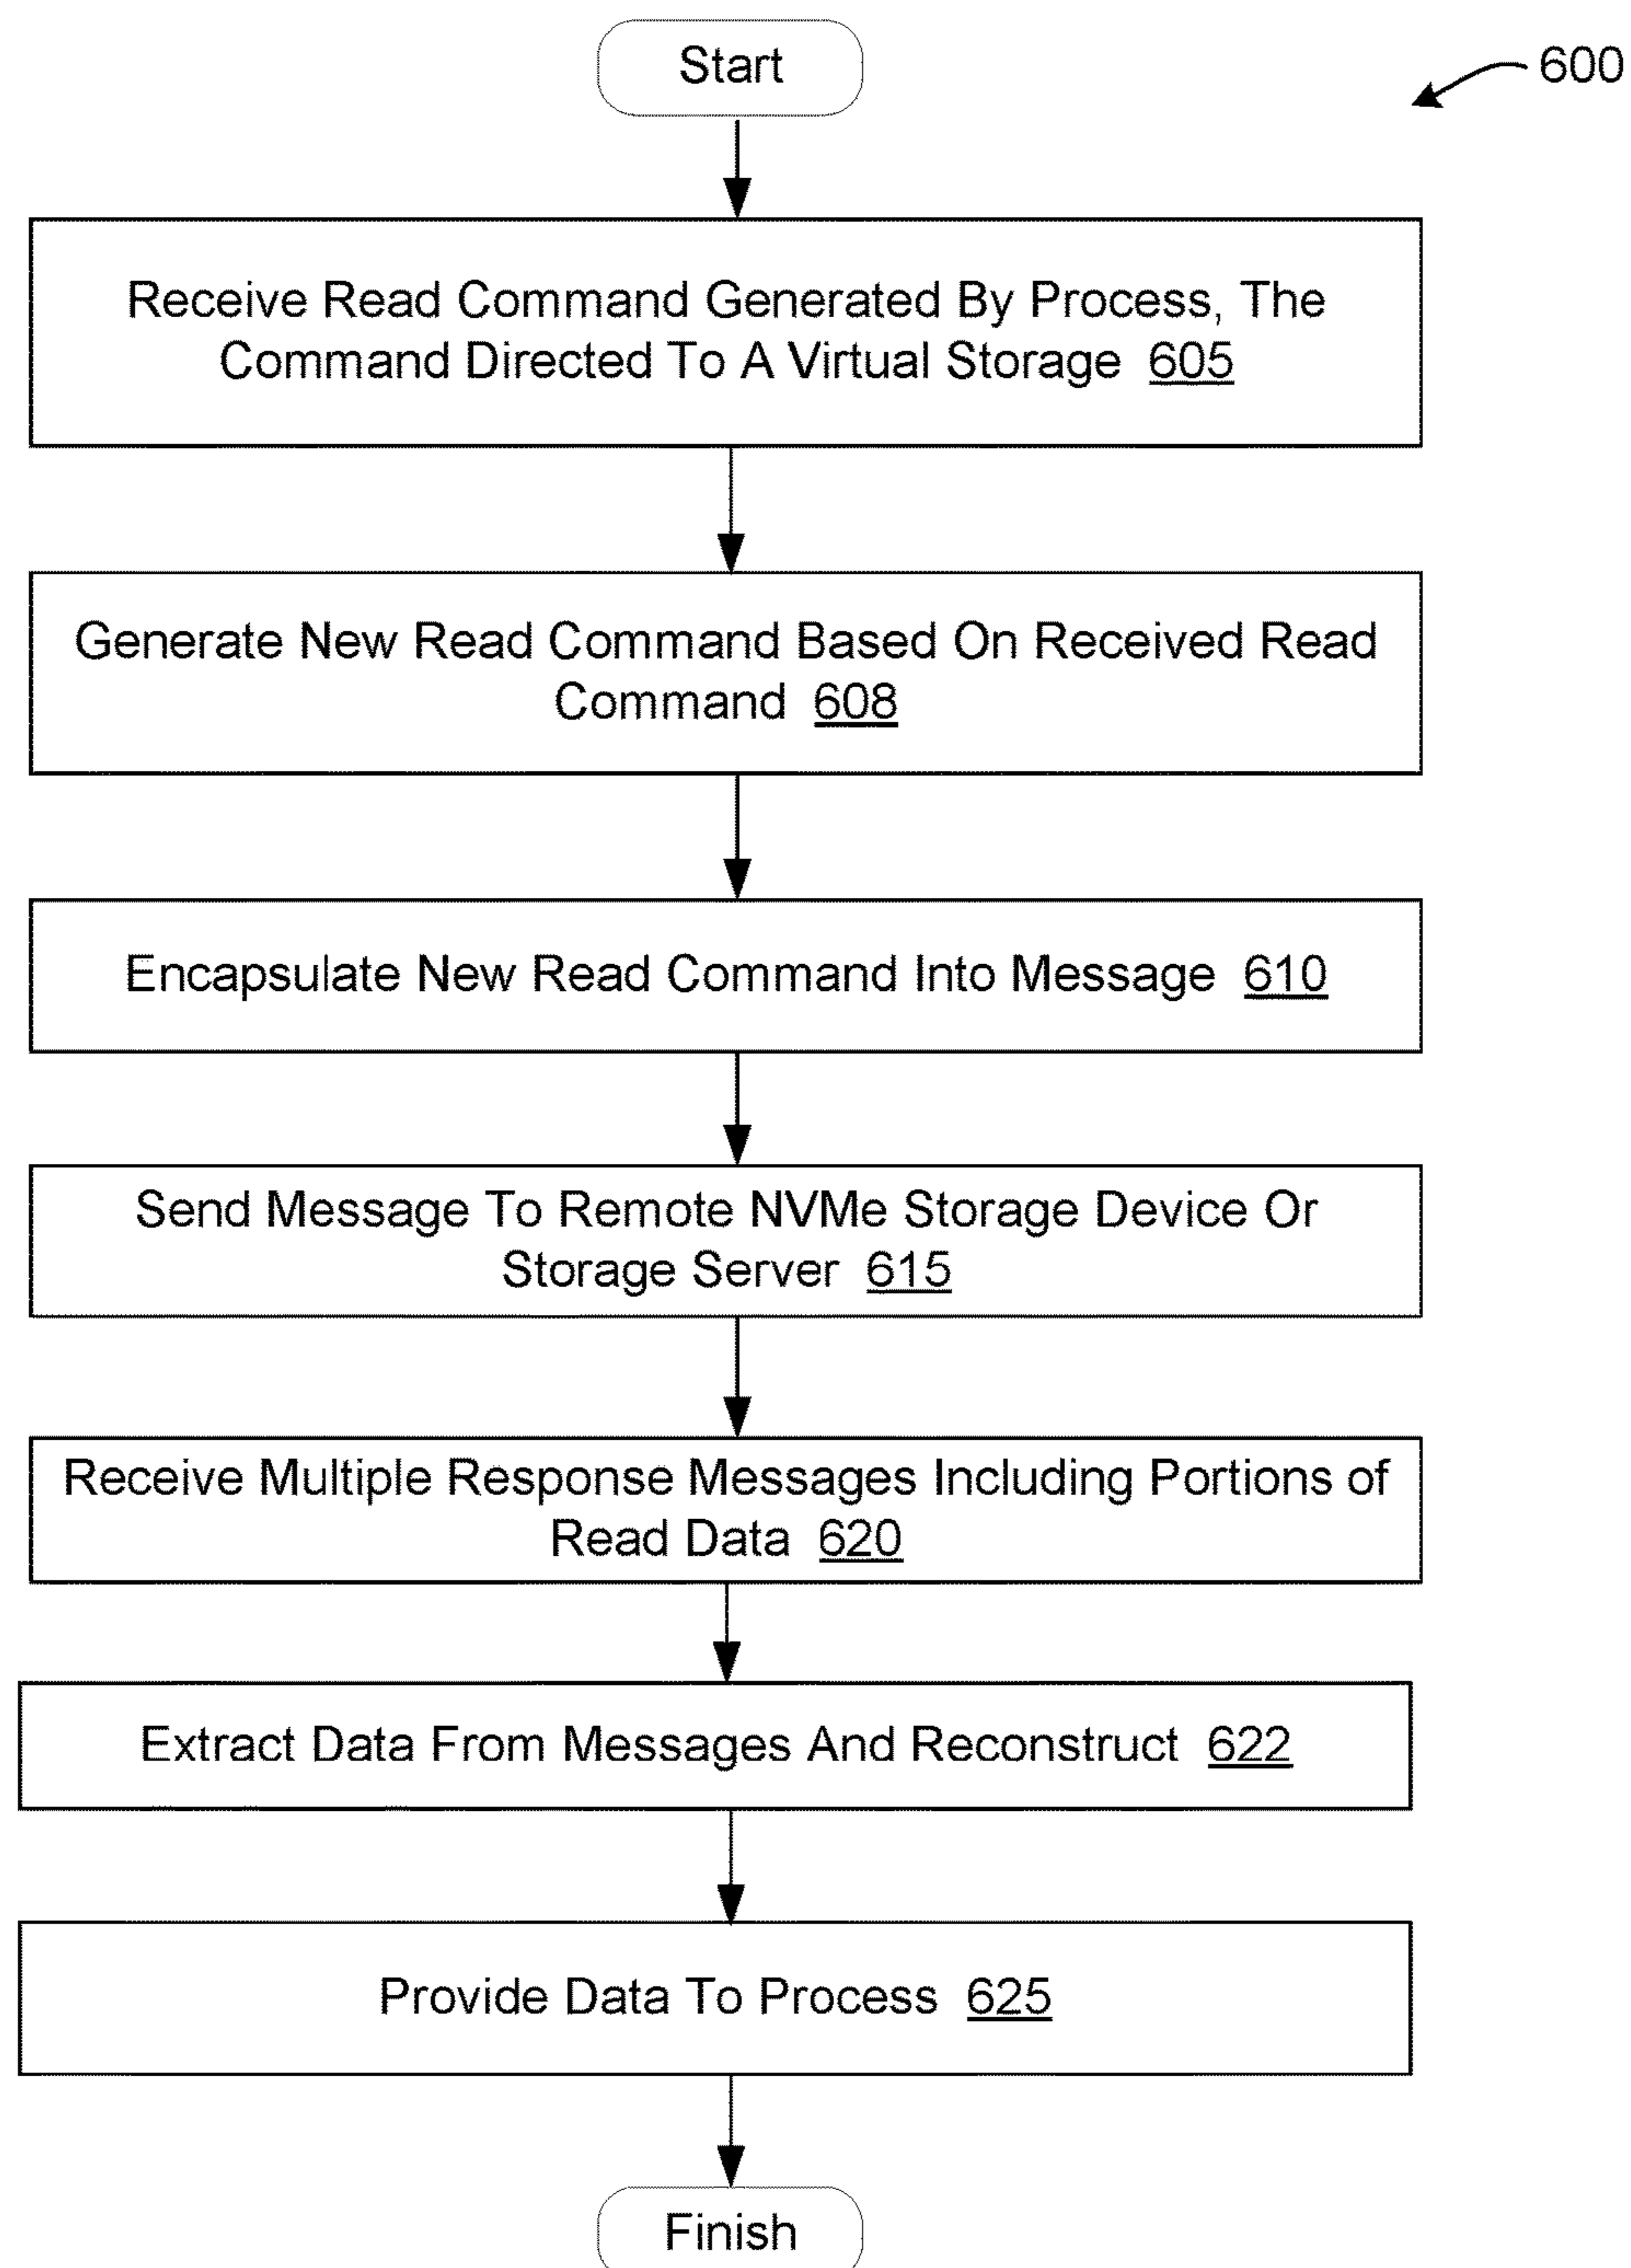 Start
600
Receive Read Command Generated By Process, The
Command Directed To A Virtual Storage 605
Generate New Read Command Based On Received Read
Command 608
Encapsulate New Read Command Into Message 610
Send Message To Remote NVMe Storage Device Or
Storage Server 615
Receive Multiple Response Messages Including Portions of
Read Data 620
Extract Data From Messages And Reconstruct 622
Provide Data To Process 625
Finish